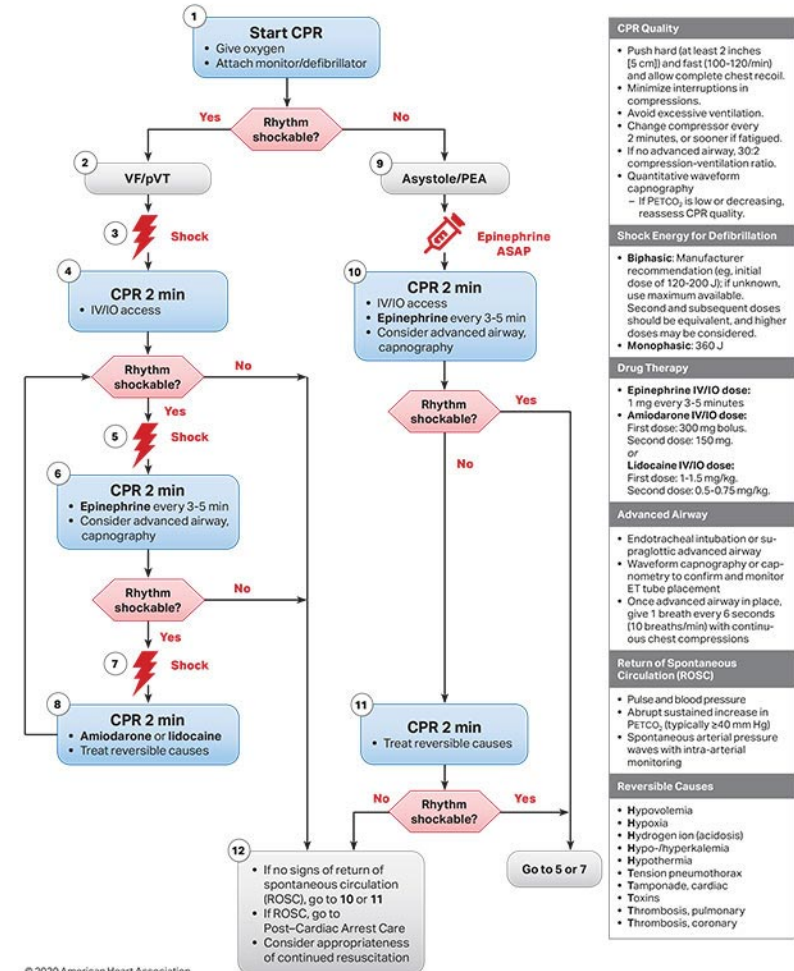 1
Start CPR
• Give oxygen
• Attach monitor/defibrillator
Yes
Rhythm
shockable?
No
2
VF/pVT
9
Asystole/PEA
3
Shock
Epinephrine
ASAP
4
CPR 2 min
• IV/IO access
10
CPR 2 min
• IV/IO access
• Epinephrine every 3-5 min
• Consider advanced airway,
capnography
Rhythm
shockable?
No
Yes
Rhythm
shockable?
Yes
No
5
Shock
6
CPR 2 min
• Epinephrine every 3-5 min
• Consider advanced airway,
capnography
Rhythm
shockable?
No
Yes
7
Shock
8
CPR 2 min
• Amiodarone or lidocaine
• Treat reversible causes
11
CPR 2 min
• Treat reversible causes
No
Rhythm
shockable?
Yes
12
• If no signs of return of
spontaneous circulation
(ROSC), go to 10 or 11
• If ROSC, go to
Post–Cardiac Arrest Care
• Consider appropriateness
of continued resuscitation
Go to 5 or 7
© 2020 American Heart Association
CPR Quality
• Push hard (at least 2 inches
[5 cm]) and fast (100-120/min)
and allow complete chest recoil.
• Minimize interruptions in
compressions.
• Avoid excessive ventilation.
• Change compressor every
2 minutes, or sooner if fatigued.
• If no advanced airway, 30:2
compression-ventilation ratio.
• Quantitative waveform
capnography
– If PETCO₂ is low or decreasing,
reassess CPR quality.
Shock Energy for Defibrillation
• Biphasic: Manufacturer
recommendation (eg, initial
dose of 120-200 J); if unknown,
use maximum available.
Second and subsequent doses
should be equivalent, and higher
doses may be considered.
• Monophasic: 360 J
Drug Therapy
• Epinephrine IV/IO dose:
1 mg every 3-5 minutes
• Amiodarone IV/IO dose:
First dose: 300 mg bolus.
Second dose: 150 mg.
or
Lidocaine IV/IO dose:
First dose: 1-1.5 mg/kg.
Second dose: 0.5-0.75 mg/kg.
Advanced Airway
• Endotracheal intubation or su-
praglottic advanced airway
• Waveform capnography or cap-
nometry to confirm and monitor
ET tube placement
• Once advanced airway in place,
give 1 breath every 6 seconds
(10 breaths/min) with continu-
ous chest compressions
Return of Spontaneous
Circulation (ROSC)
• Pulse and blood pressure
• Abrupt sustained increase in
PETCO₂ (typically ≥40 mm Hg)
• Spontaneous arterial pressure
waves with intra-arterial
monitoring
Reversible Causes
• Hypovolemia
• Hypoxia
• Hydrogen ion (acidosis)
• Hypo-/hyperkalemia
• Hypothermia
• Tension pneumothorax
• Tamponade, cardiac
• Toxins
• Thrombosis, pulmonary
• Thrombosis, coronary